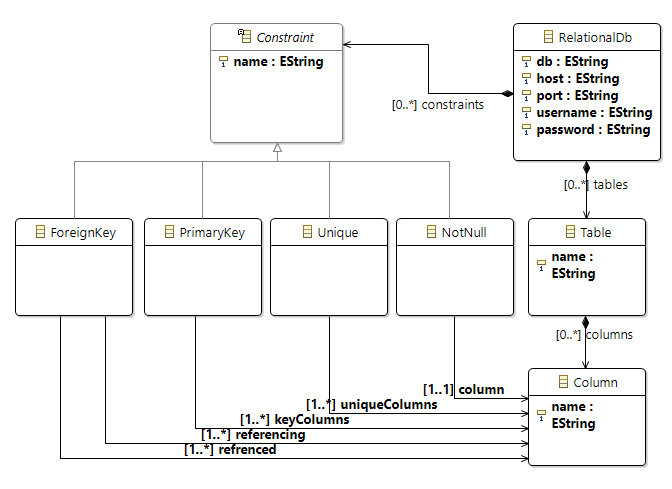 Constraint
name : EString
RelationalDb
db : EString
host : EString
port : EString
username : EString
password : EString
[0..*] constraints
[0..*] tables
ForeignKey
PrimaryKey
Unique
NotNull
Table
name :
EString
[0..*] columns
Column
name :
EString
[1..1] column
[1..*] uniqueColumns
[1..*] keyColumns
[1..*] referencing
[1..*] refrenced